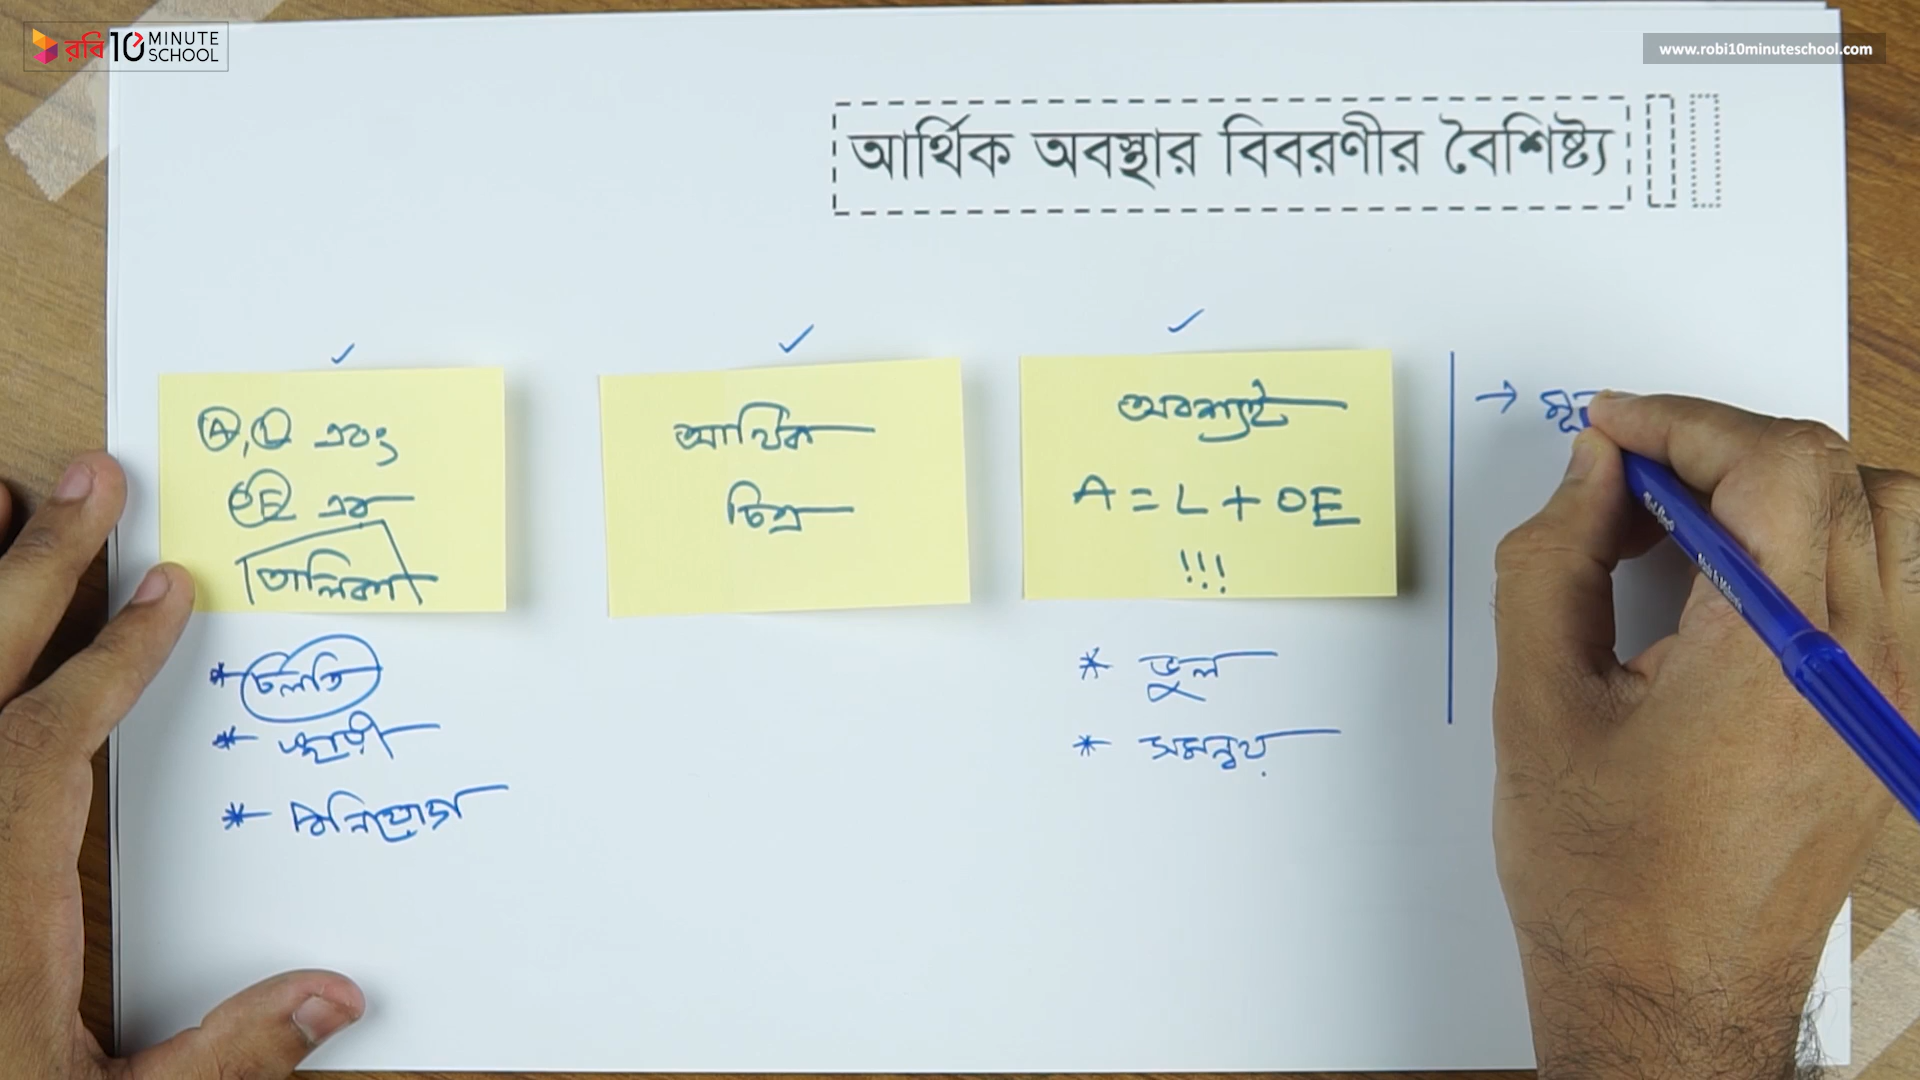 রবি 10 MINUTE SCHOOL
www.robi10minuteschool.com
আর্থিক অবস্থার বিবরণীর বৈশিষ্ট্য
A, L এবং
OE এর
তালিকা
* চলতি
* স্থায়ী
* বিনিয়োগ
আর্থিক
চিত্র
অবশ্যই
A = L + OE
!!!
* ভুল
* সমন্বয়
→